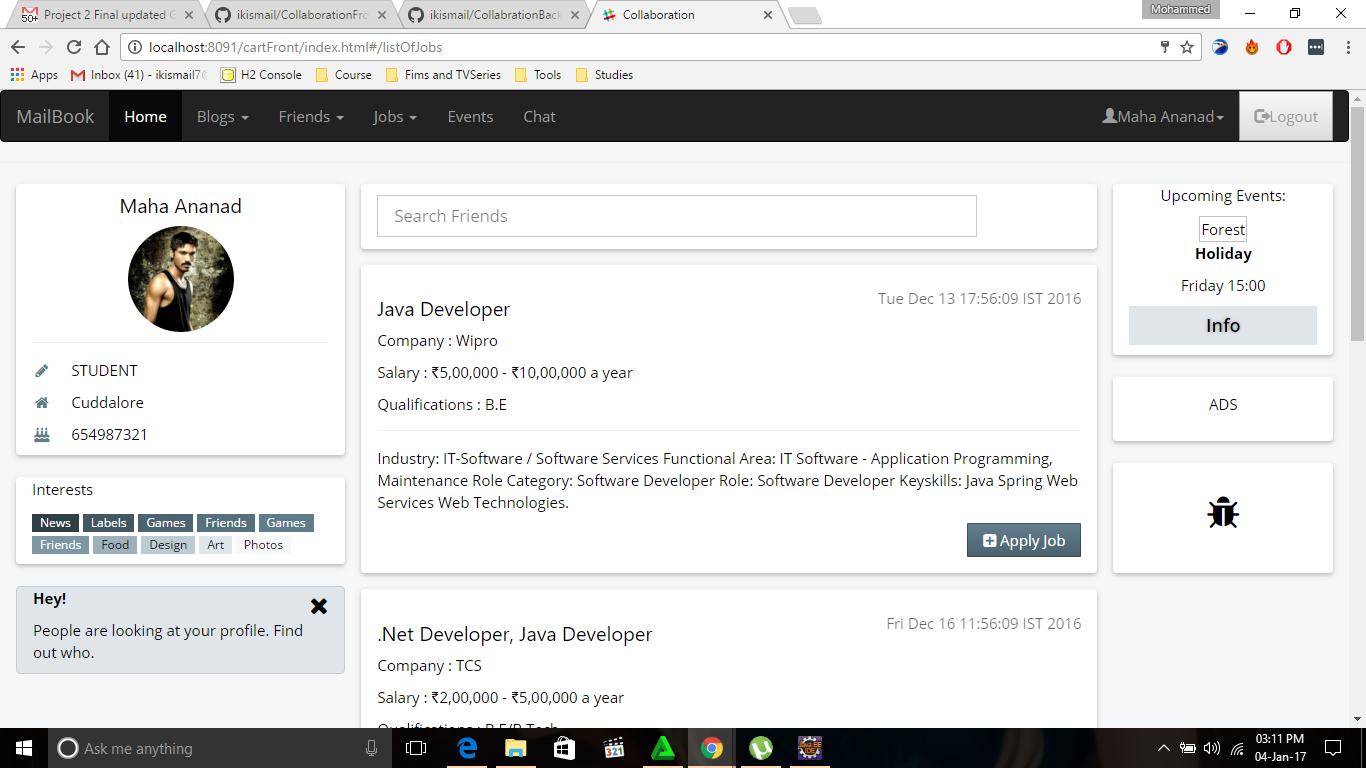 50+
Project 2 Final updated G
ikismail/CollaborationFro
ikismail/CollabrationBack
Collaboration
Mohammed
localhost:8091/cartFront/index.html#/listOfJobs
Apps
Inbox (41) - ikismail7@
H2 Console
Course
Fims and TVSeries
Tools
Studies
MailBook
Home
Blogs
Friends
Jobs
Events
Chat
Maha Ananad
Logout
Maha Ananad
STUDENT
Cuddalore
654987321
Interests
News Labels Games Friends Games
Friends Food Design Art Photos
Hey!
People are looking at your profile. Find
out who.
Search Friends
Java Developer
Tue Dec 13 17:56:09 IST 2016
Company : Wipro
Salary : ₹5,00,000 - ₹10,00,000 a year
Qualifications : B.E
Industry: IT-Software / Software Services Functional Area: IT Software - Application Programming,
Maintenance Role Category: Software Developer Role: Software Developer Keyskills: Java Spring Web
Services Web Technologies.
Apply Job
.Net Developer, Java Developer
Fri Dec 16 11:56:09 IST 2016
Company : TCS
Salary : ₹2,00,000 - ₹5,00,000 a year
Qualifications : B.E/B.Tech
Upcoming Events:
Forest
Holiday
Friday 15:00
Info
ADS
Ask me anything
321
03:11 PM
04-Jan-17